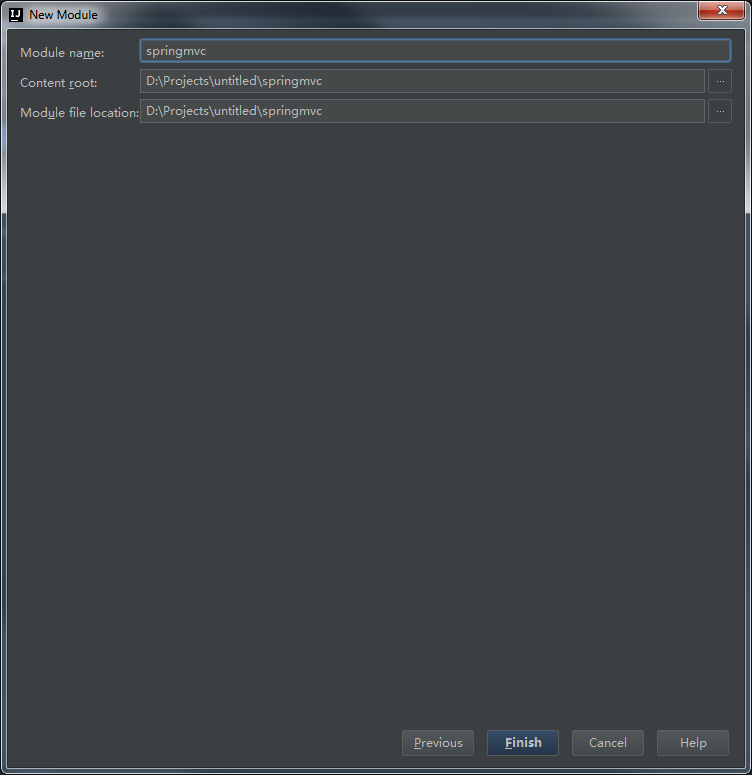 New Module
Module name: springmvc
Content root: D:\Projects\untitled\springmvc ...
Module file location: D:\Projects\untitled\springmvc ...
Previous Finish Cancel Help